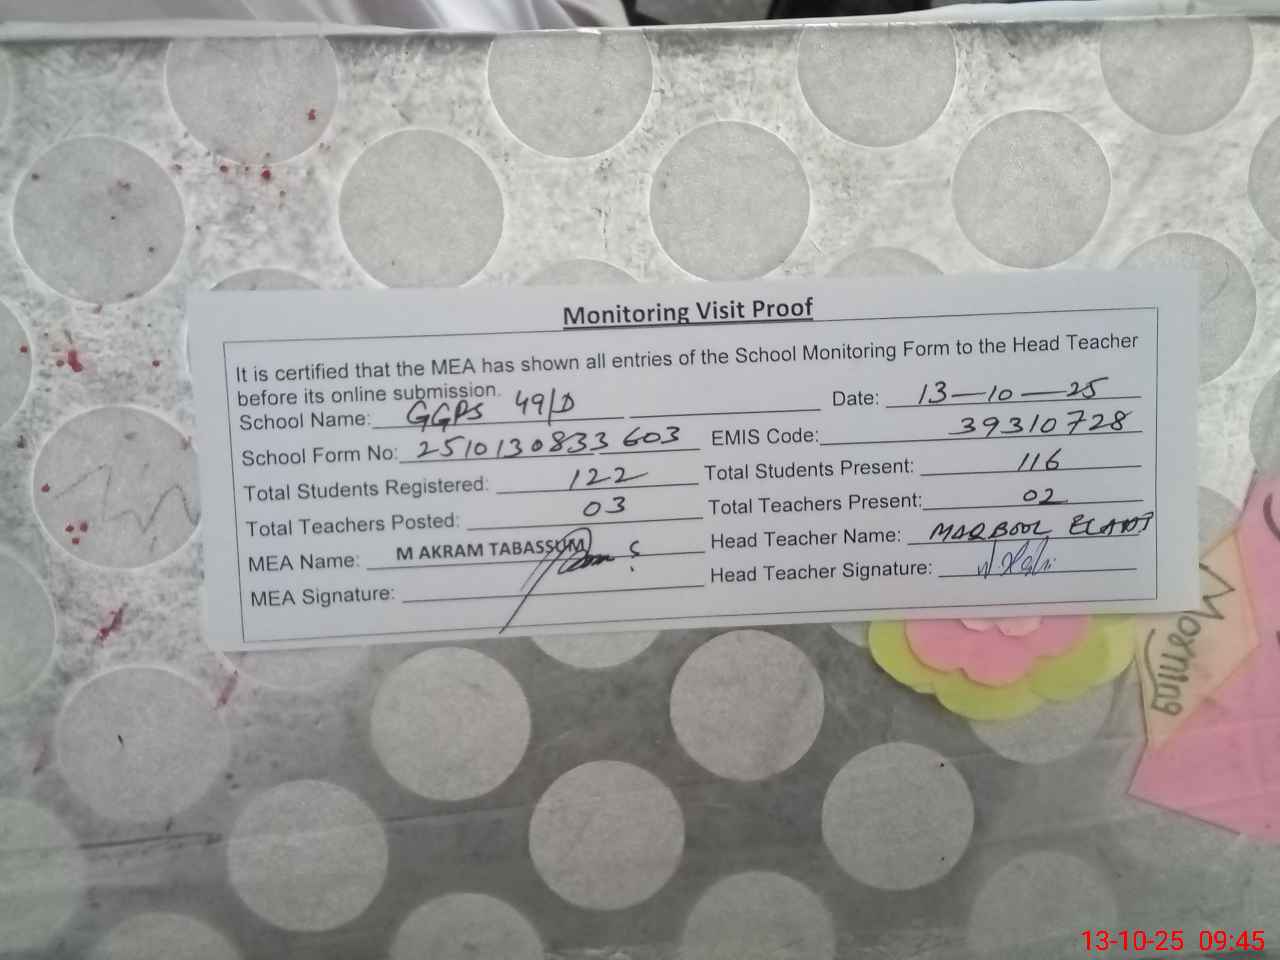 Monitoring Visit Proof
It is certified that the MEA has shown all entries of the School Monitoring Form to the Head Teacher
before its online submission.
School Name: GGPS 49/D Date: 13-10-25
School Form No: 2510130833603 EMIS Code: 39310728
Total Students Registered: 122 Total Students Present: 116
Total Teachers Posted: 03 Total Teachers Present: 02
MEA Name: M AKRAM TABASSUM Head Teacher Name: MAQBOOL
MEA Signature: Head Teacher Signature:
Morning
13-10-25 09:45